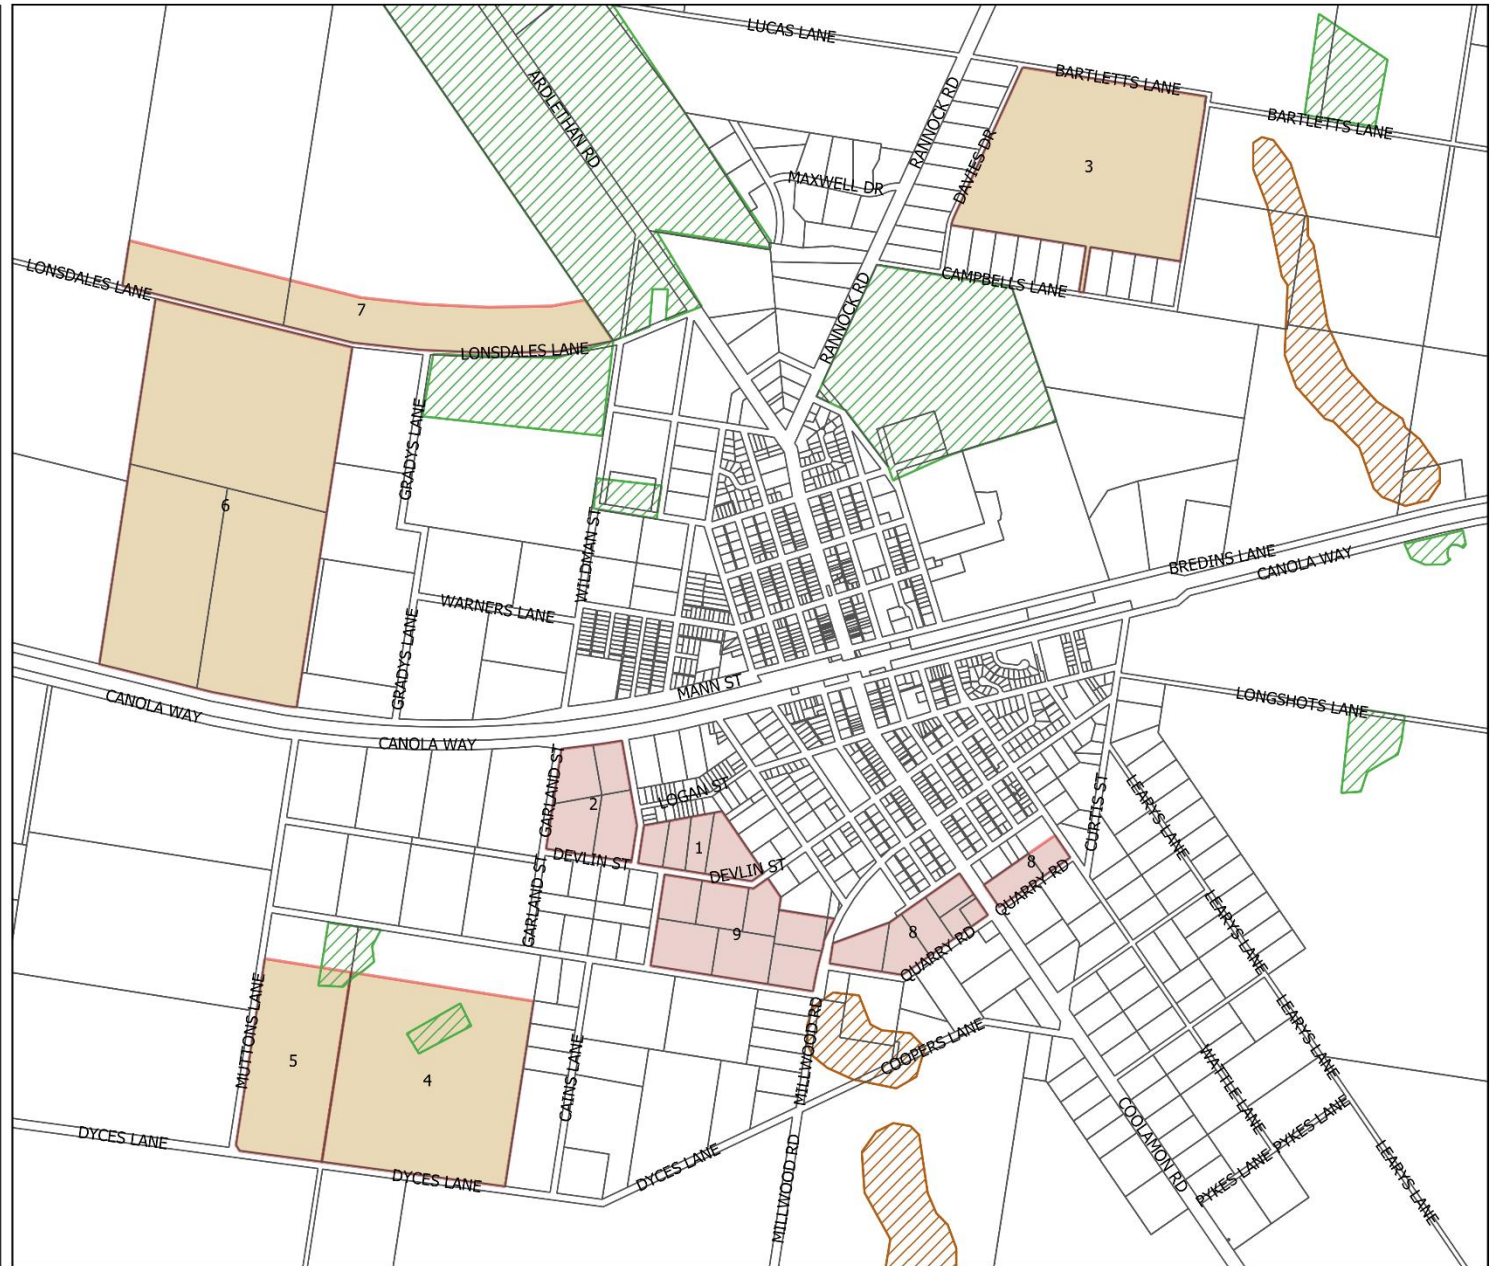 LUCAS LANE
BARTLETTS LANE
BARTLETTS LANE
ARDLETHAN RD
RANNOCK RD
DAVIES DR
3
MAXWELL DR
LONSDALES LANE
7
CAMPBELLS LANE
RANNOCK RD
LONSDALES LANE
GRADYS LANE
6
WILDMAN ST
BREDINS LANE
CANOLA WAY
WARNERS LANE
GRADYS LANE
MANN ST
CANOLA WAY
LONGSHOTS LANE
CANOLA WAY
GARLAND ST
2
LOGAN ST
CURTIS ST
LEARYS LANE
1
DEVLIN ST
DEVLIN ST
8
QUARRY RD
GARLAND ST
9
8
QUARRY RD
LEARYS LANE
MUTTONS LANE
5
4
CAINS LANE
MILLWOOD RD
COOPERS LANE
LEARYS LANE
WATTLE LANE
COOLAMON RD
PYKES LANE
PYKES LANE
DYCES LANE
DYCES LANE
DYCES LANE
MILLWOOD RD
LEARYS LANE